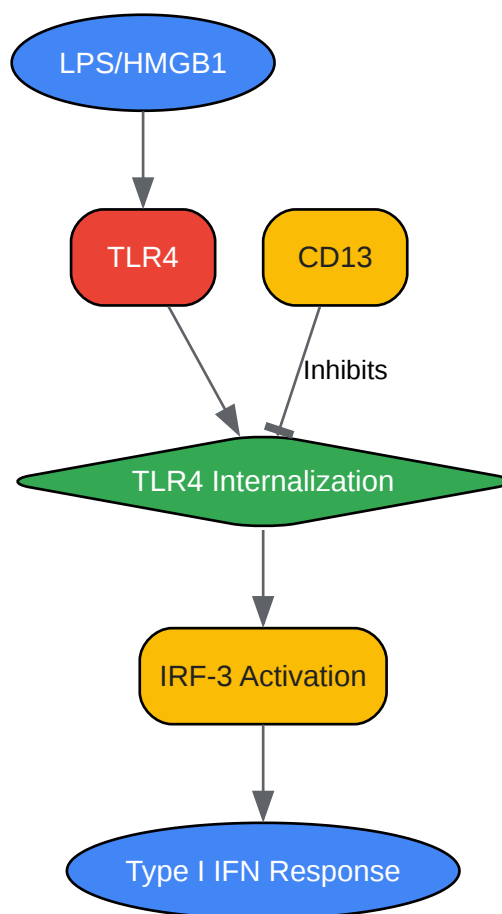 LPS/HMGB1
TLR4
CD13
Inhibits
TLR4 Internalization
IRF-3 Activation
Type I IFN Response